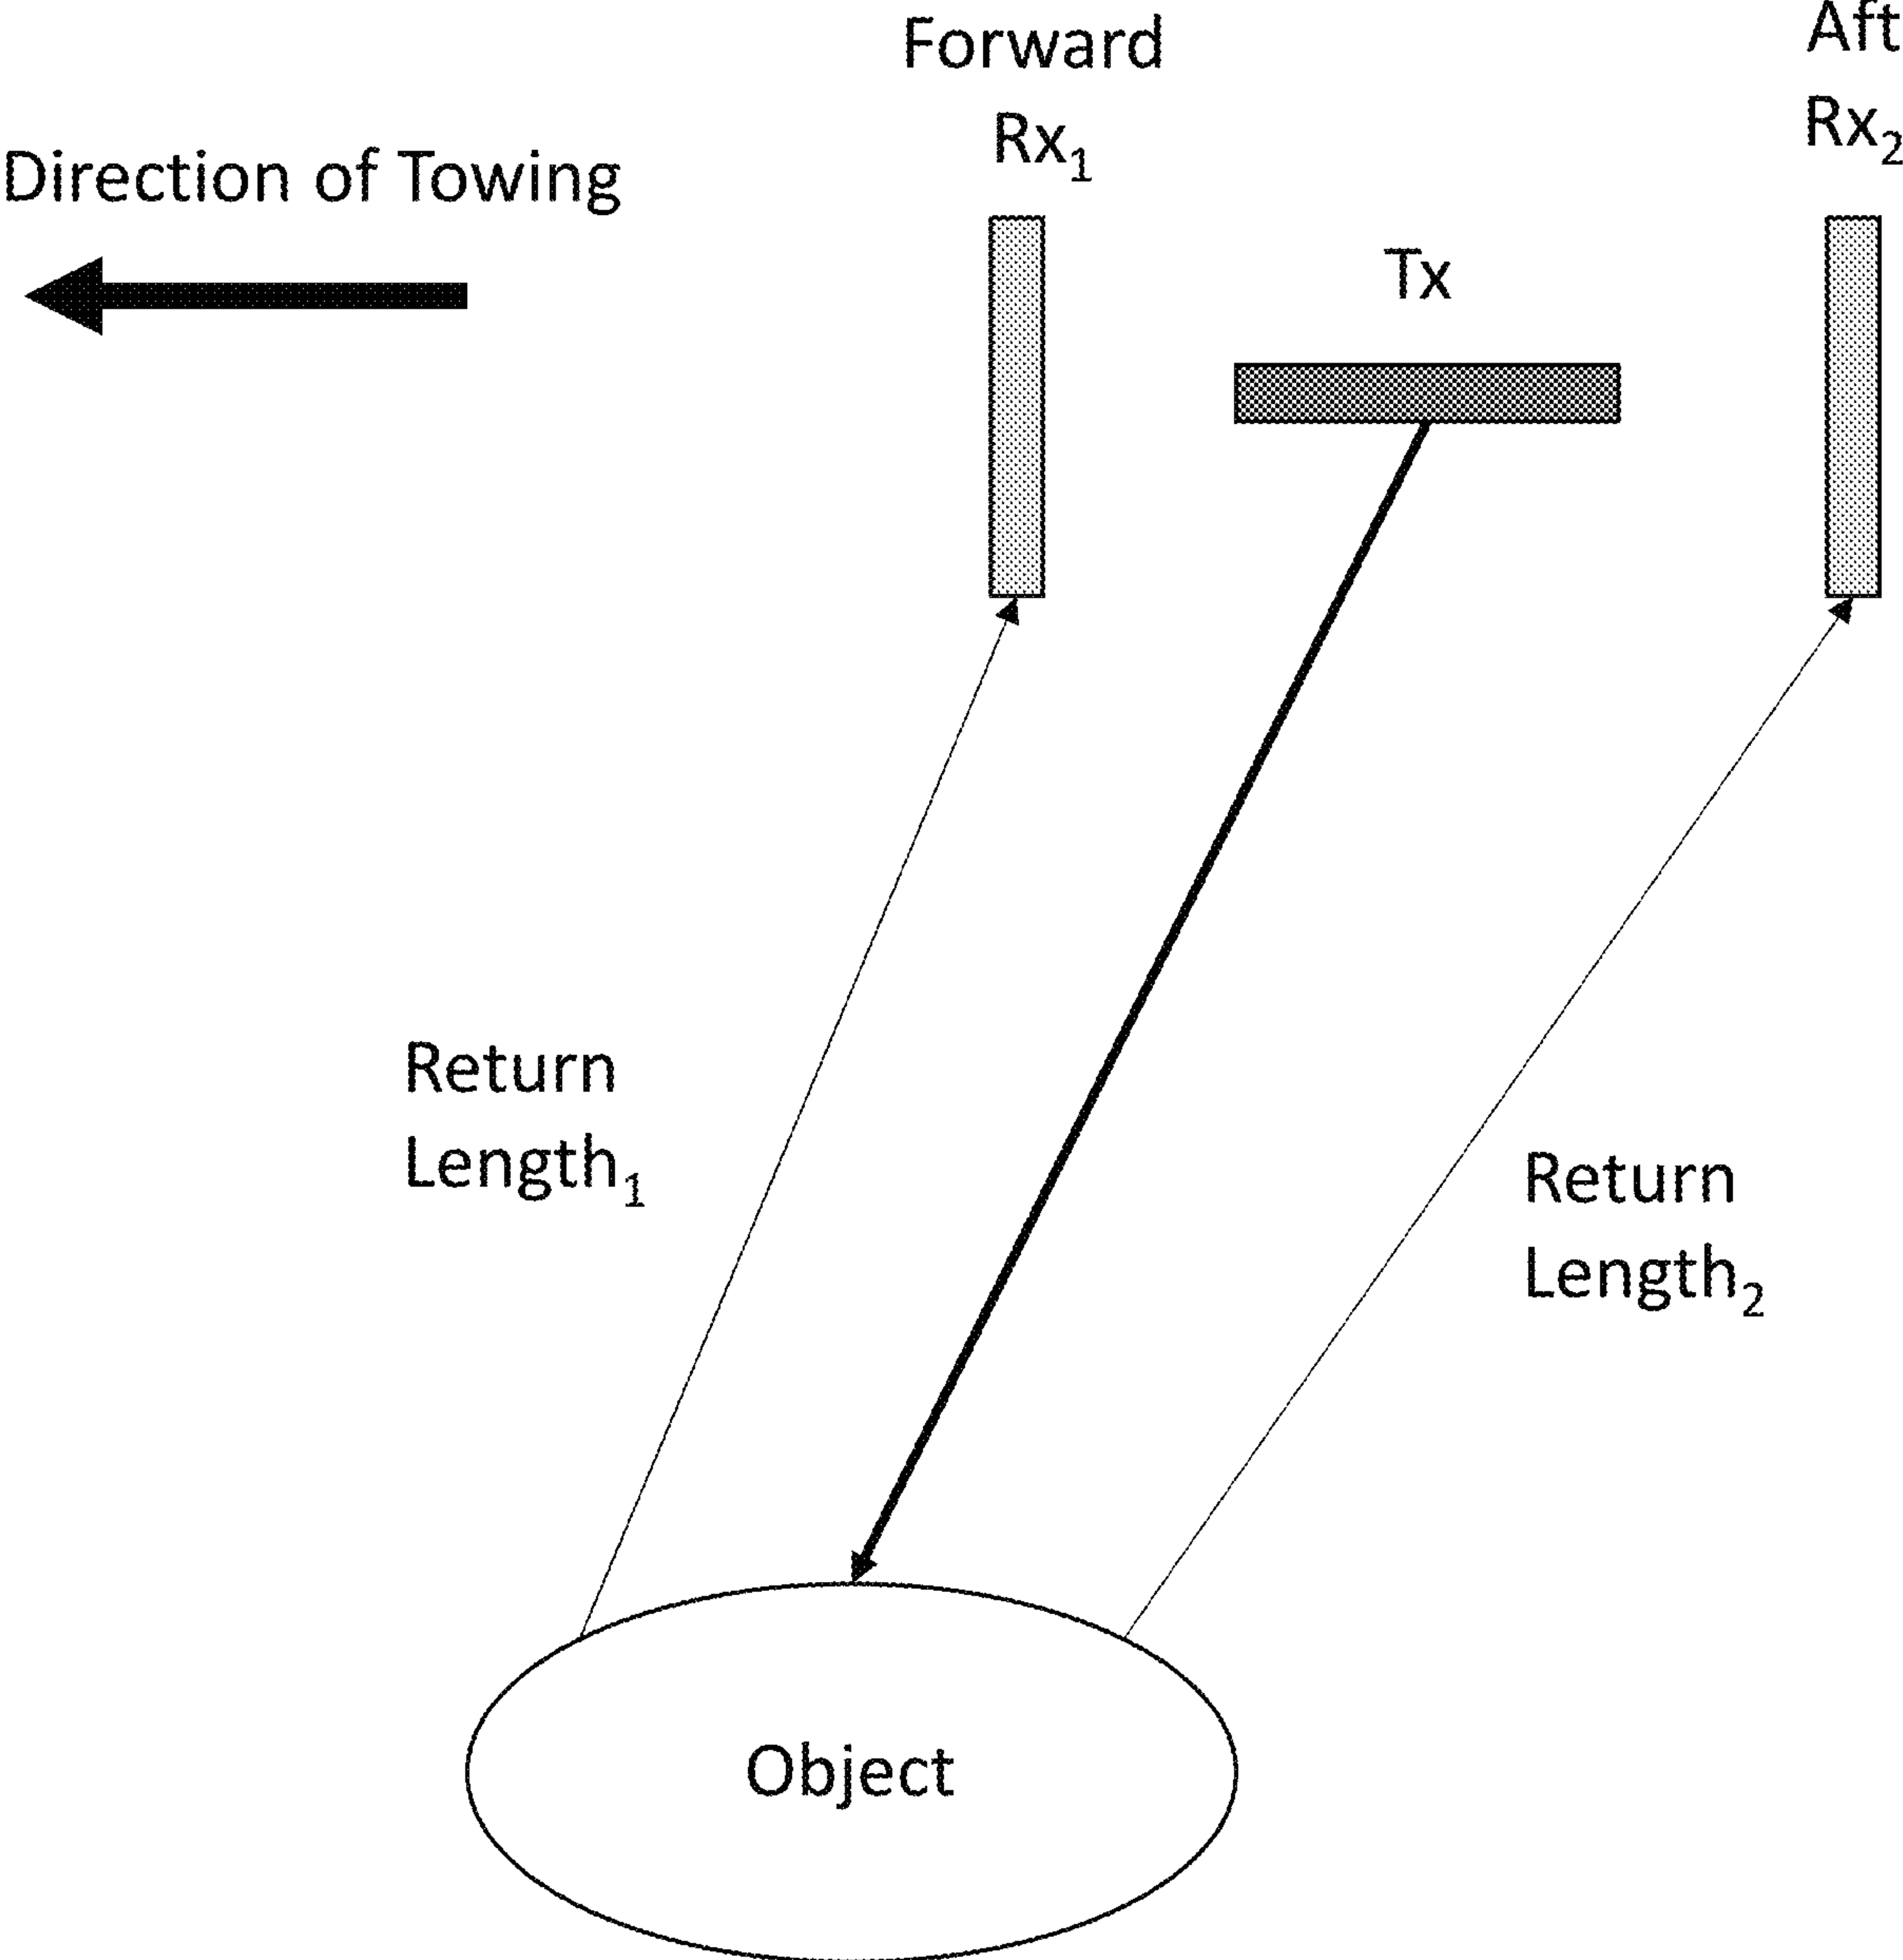 Forward
Rx₁
Aft
Rx₂
Direction of Towing
Tx
Return
Length₁
Return
Length₂
Object